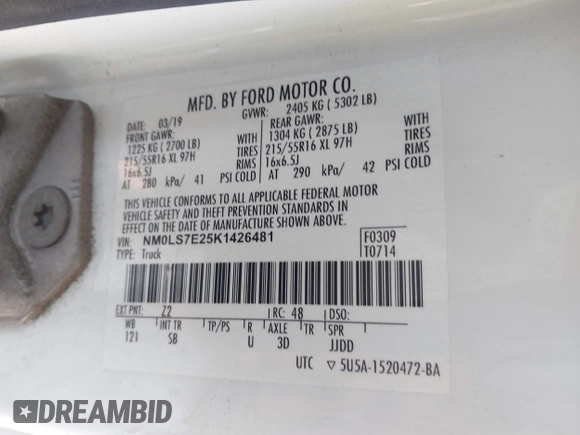 MFD. BY FORD MOTOR CO.
DATE: 03/19 GVWR: 2405 KG ( 5302 LB)
FRONT GAWR: REAR GAWR:
1225 KG ( 2700 LB) WITH 1304 KG ( 2875 LB) WITH
215/55R16 XL 97H TIRES 215/55R16 XL 97H TIRES
16x6.5J RIMS 16x6.5J RIMS
AT 280 kPa/ 41 PSI COLD AT 290 kPa/ 42 PSI COLD
THIS VEHICLE CONFORMS TO ALL APPLICABLE FEDERAL MOTOR
VEHICLE SAFETY AND THEFT PREVENTION STANDARDS IN
EFFECT ON THE DATE OF MANUFACTURE SHOWN ABOVE.
VIN: NM0LS7E25K1426481 F0309
TYPE: Truck T0714
EXT PNT: Z2 RC: 48 DSO:
WB INT TR TP/PS R AXLE TR SPR
121 SB U 3D JJDD
UTC ▽ 5U5A-1520472-BA
DREAMBID